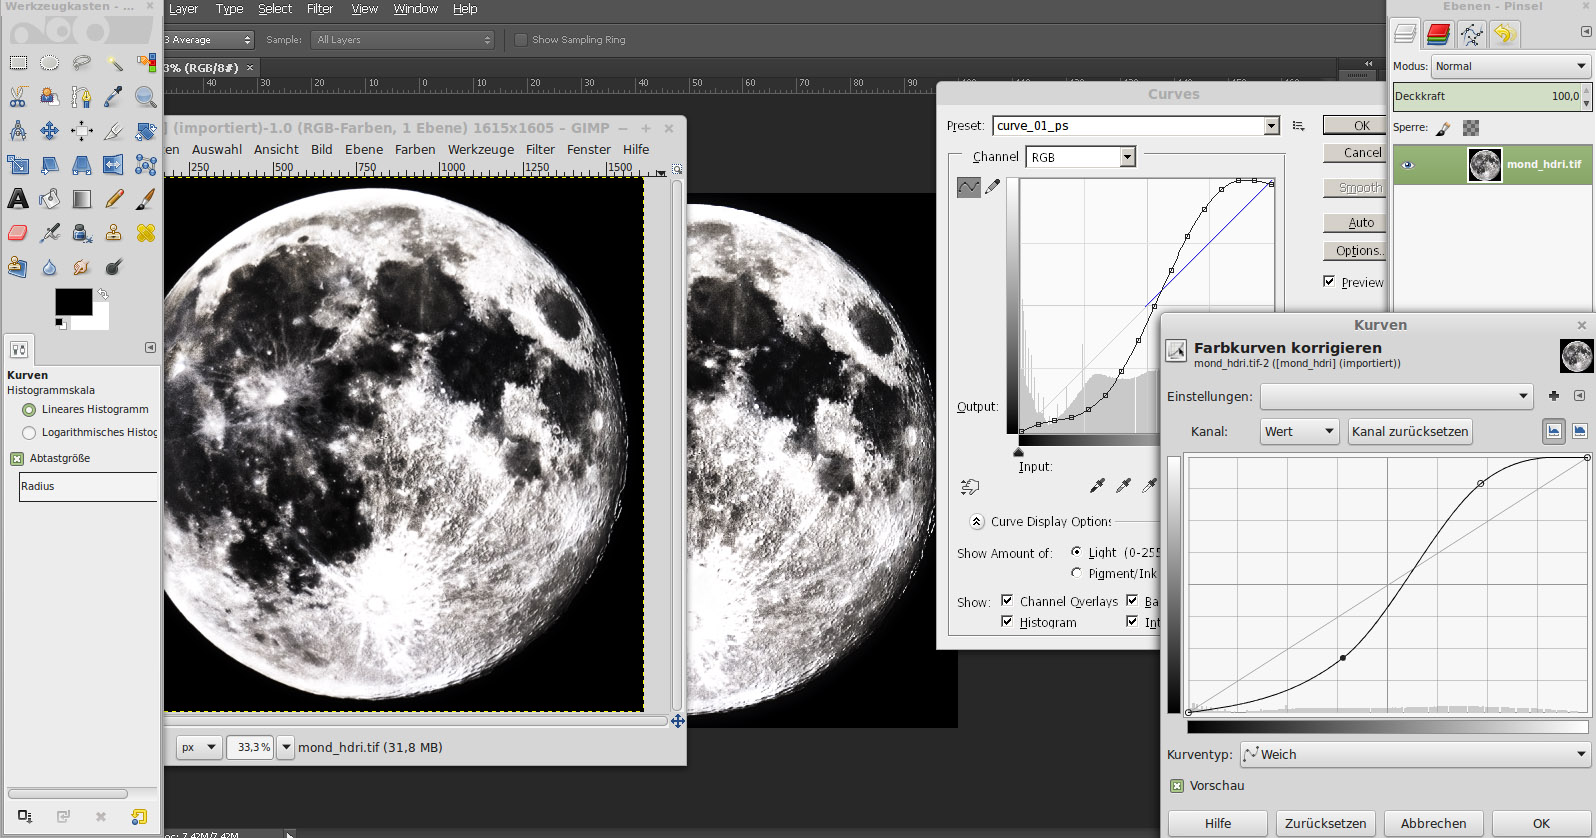 Werkzeugkasten - ...
Layer Type Select Filter View Window Help
Ebenen - Pinsel
3 Average Sample: All Layers Show Sampling Ring
3% (RGB/8#) ×
40 30 20 10 0 10 20 30 40 50 60 70 80 90
Modus: Normal
Deckkraft 100,0
Sperre:
mond_hdri.tif
Curves
Preset: curve_01_ps OK
Channel RGB Cancel
Smooth
Auto
Options..
Preview
Output:
Input:
Curve Display Options
Show Amount of: Light (0-255
Pigment/Ink
Show: Channel Overlays Ba
Histogram Int
] (importiert)-1.0 (RGB-Farben, 1 Ebene) 1615x1605 – GIMP
en Auswahl Ansicht Bild Ebene Farben Werkzeuge Filter Fenster Hilfe
250 500 750 1000 1250 1500
px 33,3% mond_hdri.tif (31,8 MB)
Kurven
Histogrammskala
Lineares Histogramm
Logarithmisches Histog
Abtastgröße
Radius
Kurven
Farbkurven korrigieren
mond_hdri.tif-2 ([mond_hdri] (importiert))
Einstellungen:
Kanal: Wert Kanal zurücksetzen
Kurventyp: Weich
Vorschau
Hilfe Zurücksetzen Abbrechen OK
oc: 7.42M/7.42M